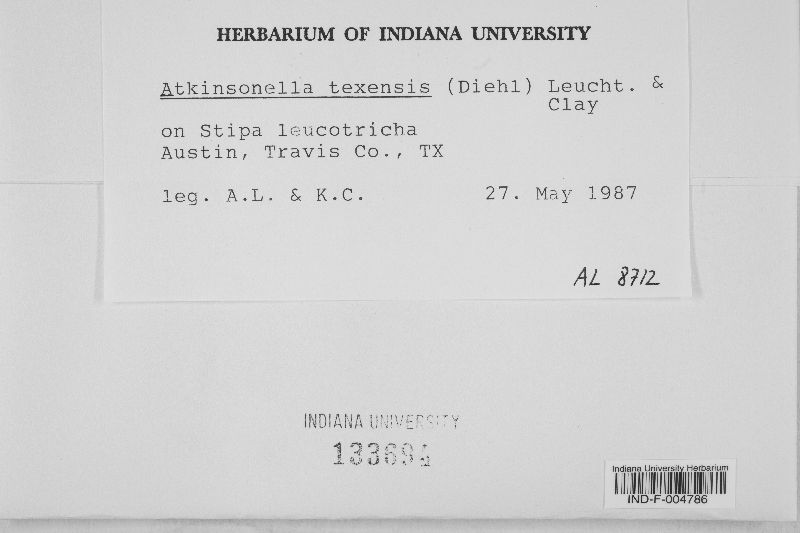 HERBARIUM OF INDIANA UNIVERSITY
Atkinsonella texensis (Diehl) Leucht. &
Clay
on Stipa leucotricha
Austin, Travis Co., TX
leg. A.L. & K.C. 27. May 1987
AL 8712
INDIANA UNIVERSITY
133694
Indiana University Herbarium
IND-F-004786